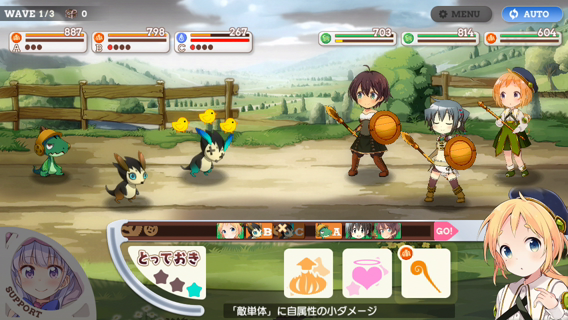 WAVE 1/3 0
MENU
AUTO
887
798
267
703
814
604
A
B
C
B C A GO!
とっておき
SUPPORT
「敵単体」に自属性の小ダメージ